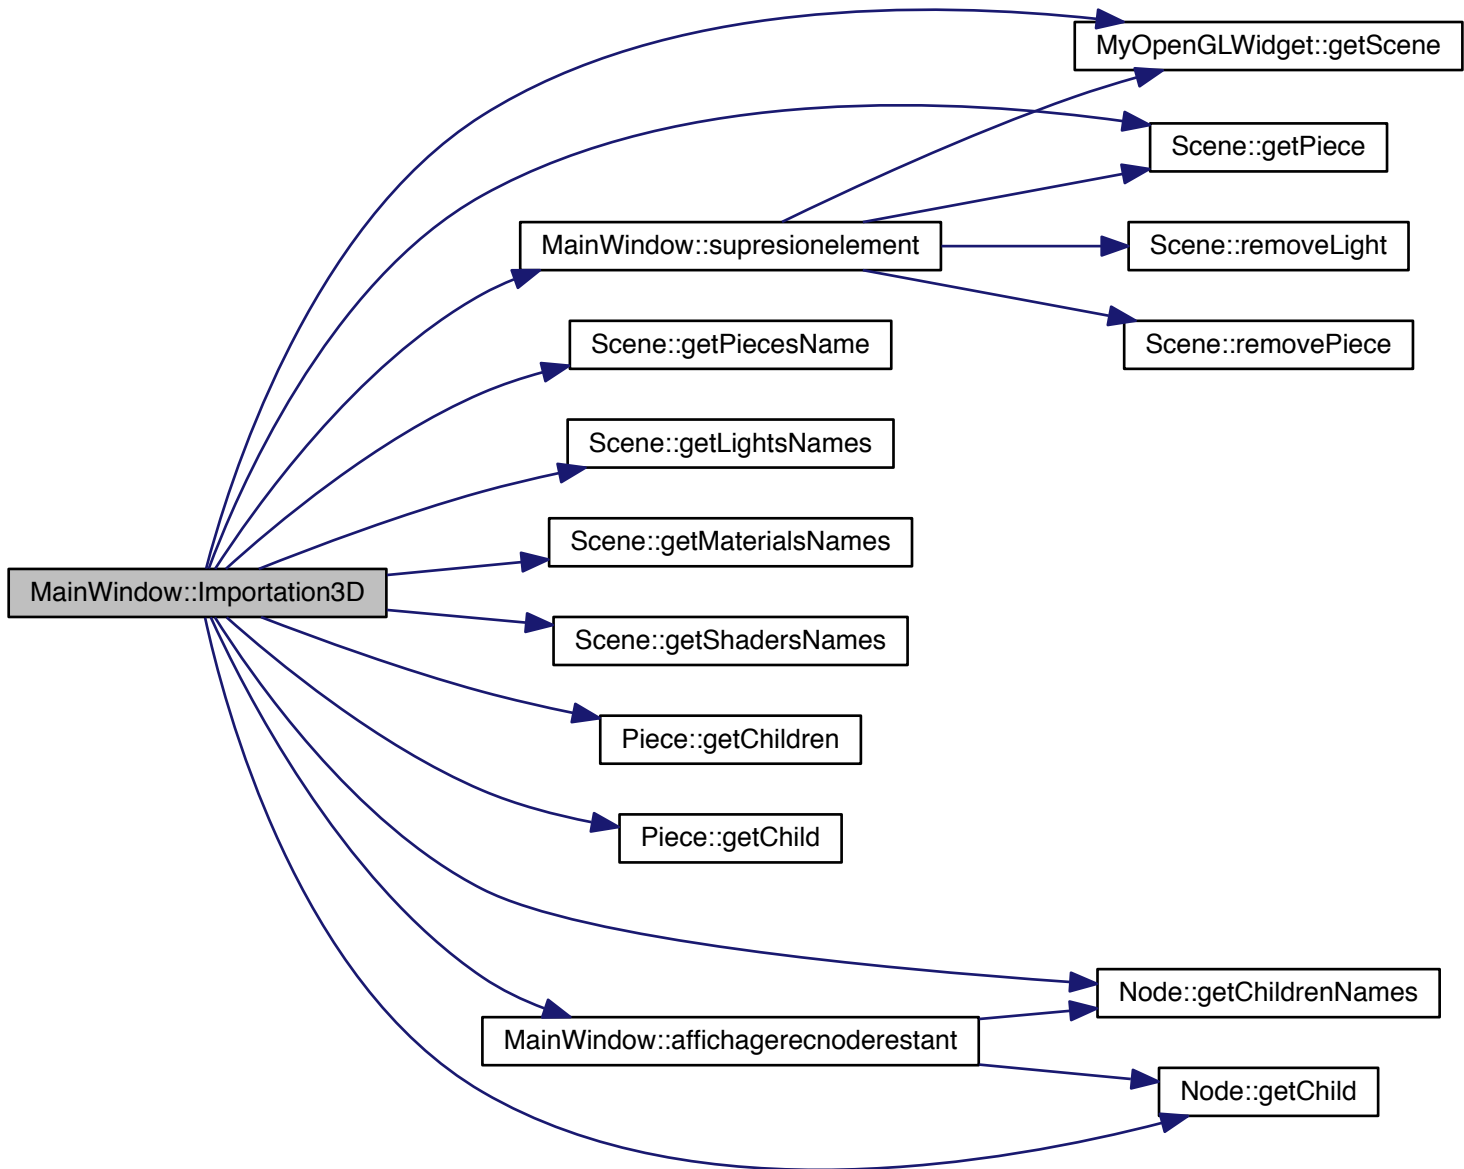 MyOpenGLWidget::getScene
Scene::getPiece
MainWindow::supresionelement
Scene::removeLight
Scene::getPiecesName
Scene::removePiece
Scene::getLightsNames
Scene::getMaterialsNames
MainWindow::Importation3D
Scene::getShadersNames
Piece::getChildren
Piece::getChild
Node::getChildrenNames
MainWindow::affichagerecnoderestant
Node::getChild